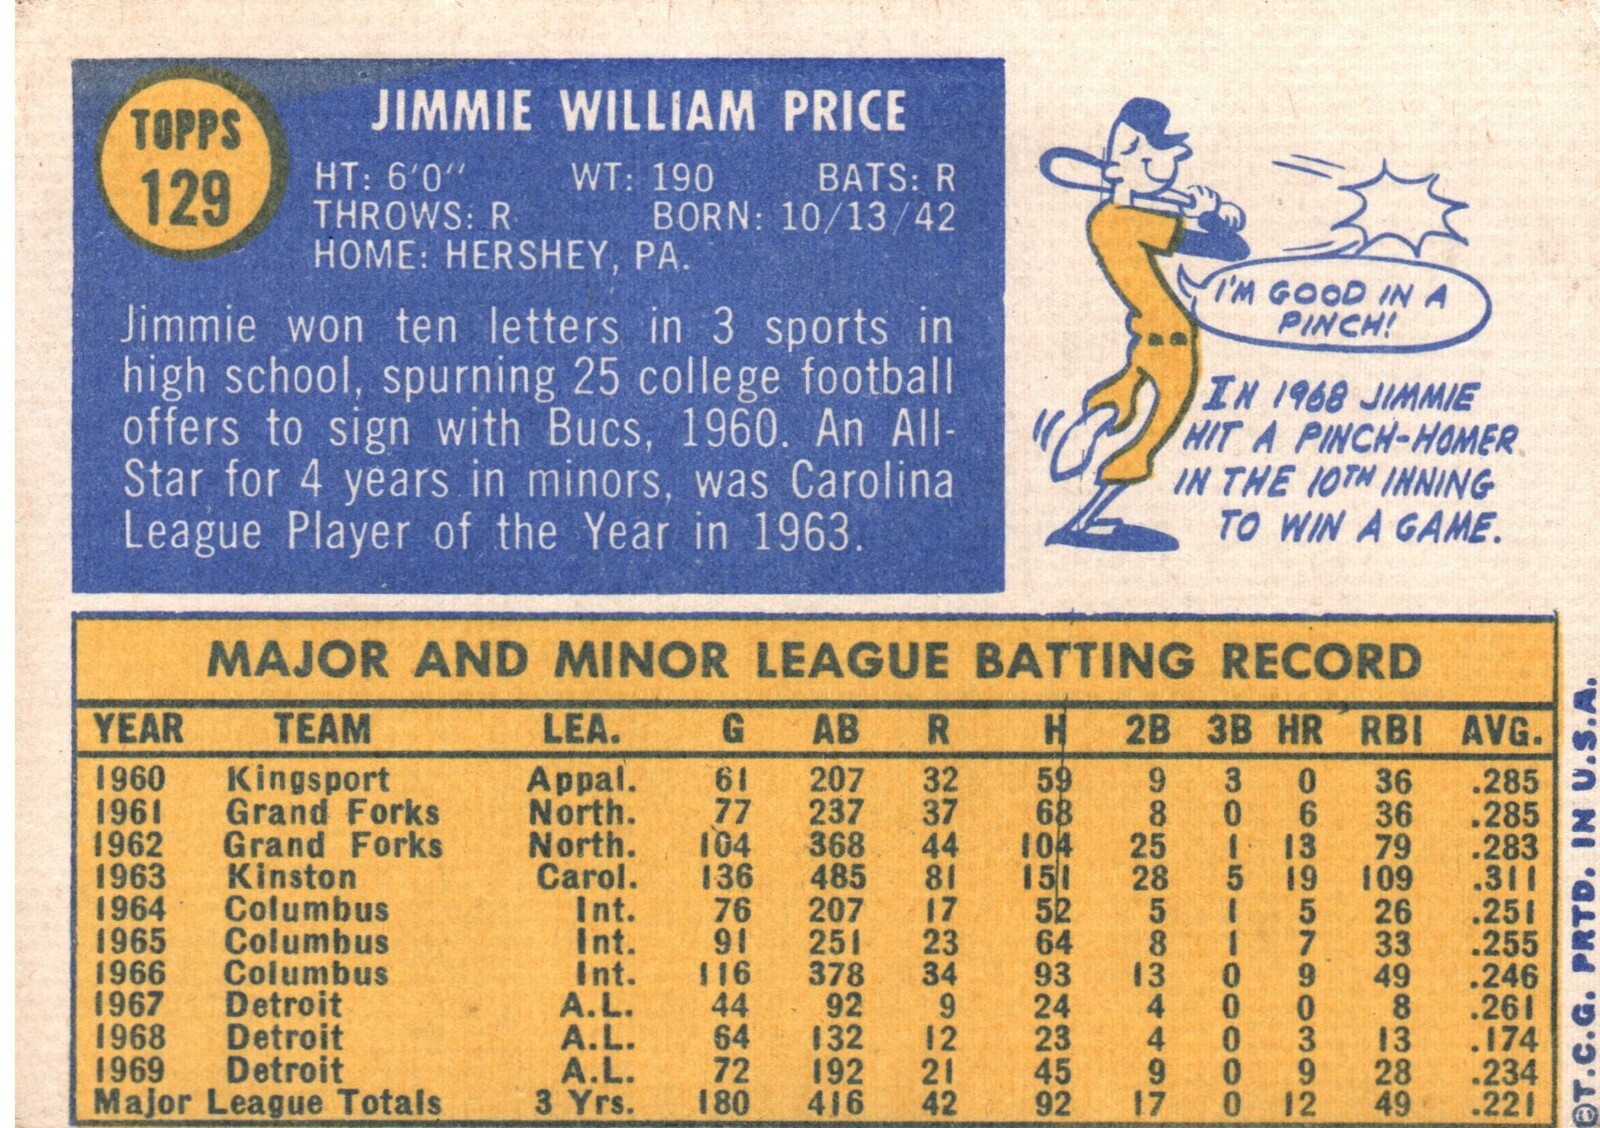 TOPPS
129
JIMMIE WILLIAM PRICE
HT: 6'0" WT: 190 BATS: R
THROWS: R BORN: 10/13/42
HOME: HERSHEY, PA.
Jimmie won ten letters in 3 sports in
high school, spurning 25 college football
offers to sign with Bucs, 1960. An All-
Star for 4 years in minors, was Carolina
League Player of the Year in 1963.
I'M GOOD IN A
PINCH!
IN 1968 JIMMIE
HIT A PINCH-HOMER
IN THE 10TH INNING
TO WIN A GAME.
MAJOR AND MINOR LEAGUE BATTING RECORD
YEAR TEAM LEA. G AB R H 2B 3B HR RBI AVG.
1960 Kingsport Appal. 61 207 32 59 9 3 0 36 .285
1961 Grand Forks North. 77 237 37 68 8 0 6 36 .285
1962 Grand Forks North. 104 368 44 104 25 1 13 79 .283
1963 Kinston Carol. 136 485 81 151 28 5 19 109 .311
1964 Columbus Int. 76 207 17 52 5 1 5 26 .251
1965 Columbus Int. 91 251 23 64 8 1 7 33 .255
1966 Columbus Int. 116 378 34 93 13 0 9 49 .246
1967 Detroit A.L. 44 92 9 24 4 0 0 8 .261
1968 Detroit A.L. 64 132 12 23 4 0 3 13 .174
1969 Detroit A.L. 72 192 21 45 9 0 9 28 .234
Major League Totals 3 Yrs. 180 416 42 92 17 0 12 49 .221
©T.C.G. PRTD. IN U.S.A.